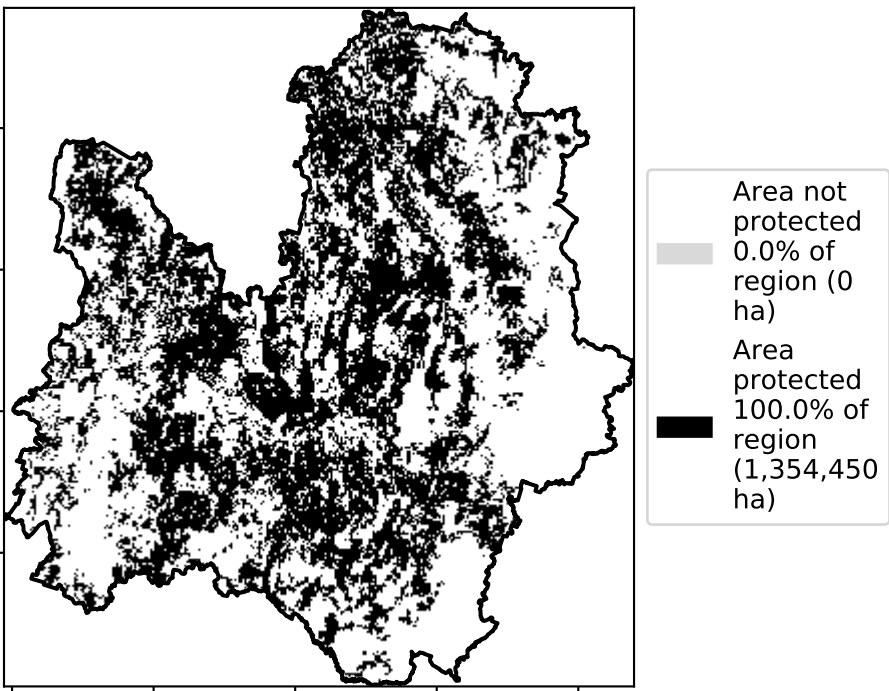 Area not
protected
0.0% of
region (0
ha)
Area
protected
100.0% of
region
(1,354,450
ha)